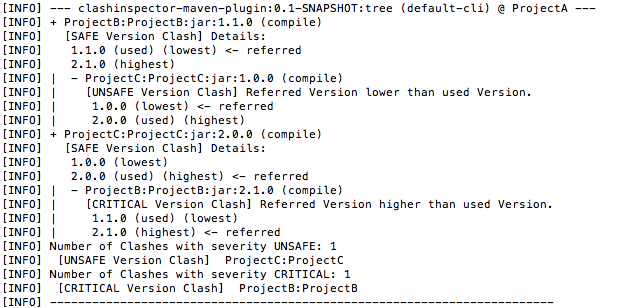 [INFO] --- clashinspector-maven-plugin:0.1-SNAPSHOT:tree (default-cli) @ ProjectA ---
[INFO] + ProjectB:ProjectB:jar:1.1.0 (compile)
[INFO]   [SAFE Version Clash] Details:
[INFO]    1.1.0 (used) (lowest) <- referred
[INFO]    2.1.0 (highest)
[INFO] |  - ProjectC:ProjectC:jar:1.0.0 (compile)
[INFO] |    [UNSAFE Version Clash] Referred Version lower than used Version.
[INFO] |     1.0.0 (lowest) <- referred
[INFO] |     2.0.0 (used) (highest)
[INFO] + ProjectC:ProjectC:jar:2.0.0 (compile)
[INFO]   [SAFE Version Clash] Details:
[INFO]    1.0.0 (lowest)
[INFO]    2.0.0 (used) (highest) <- referred
[INFO] |  - ProjectB:ProjectB:jar:2.1.0 (compile)
[INFO] |    [CRITICAL Version Clash] Referred Version higher than used Version.
[INFO] |     1.1.0 (used) (lowest)
[INFO] |     2.1.0 (highest) <- referred
[INFO] Number of Clashes with severity UNSAFE: 1
[INFO]  [UNSAFE Version Clash]  ProjectC:ProjectC
[INFO] Number of Clashes with severity CRITICAL: 1
[INFO]  [CRITICAL Version Clash]  ProjectB:ProjectB
[INFO] ------------------------------------------------------------------------